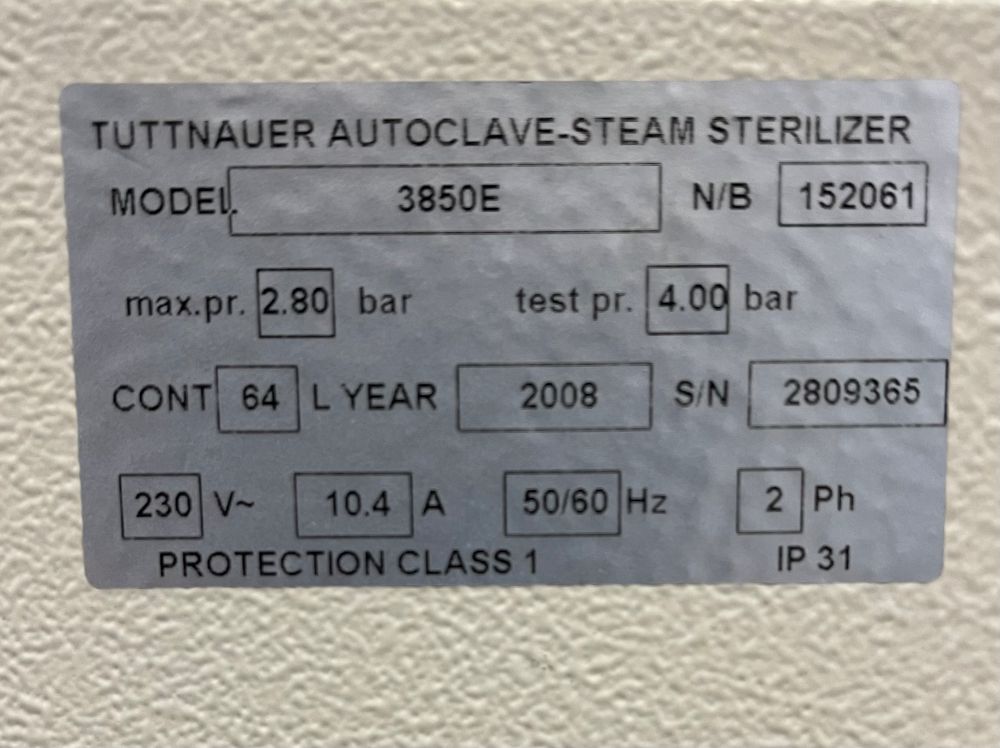 TUTTNAUER AUTOCLAVE-STEAM STERILIZER
MODEL. 3850E N/B 152061
max.pr. 2.80 bar test pr. 4.00 bar
CONT 64 L YEAR 2008 S/N 2809365
230 V~ 10.4 A 50/60 Hz 2 Ph
PROTECTION CLASS 1 IP 31